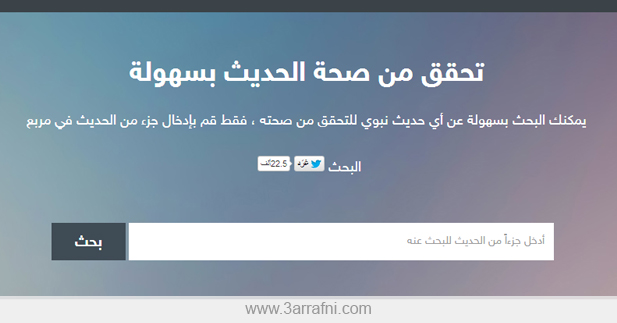 تحقق من صحة الحديث بسهولة
يمكنك البحث بسهولة عن أي حديث نبوي للتحقق من صحته ، فقط قم بإدخال جزء من الحديث في مربع
البحث غرّد 22.5ألف
أدخل جزءاً من الحديث للبحث عنه بحث
www.3arrafni.com